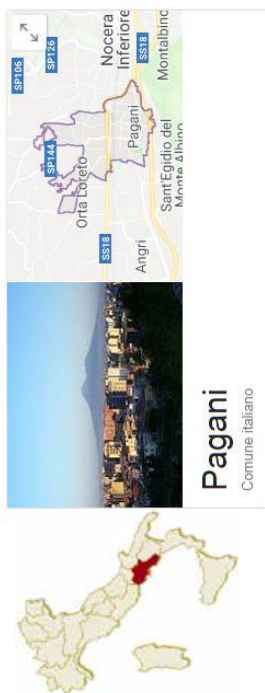 SP106
SP126
Nocera
Inferiore
SS18
Montalbino
SP144
Orta Loreto
Pagani
SS18
Angri
Sant'Egidio del
Monte Albino
Pagani
Comune italiano